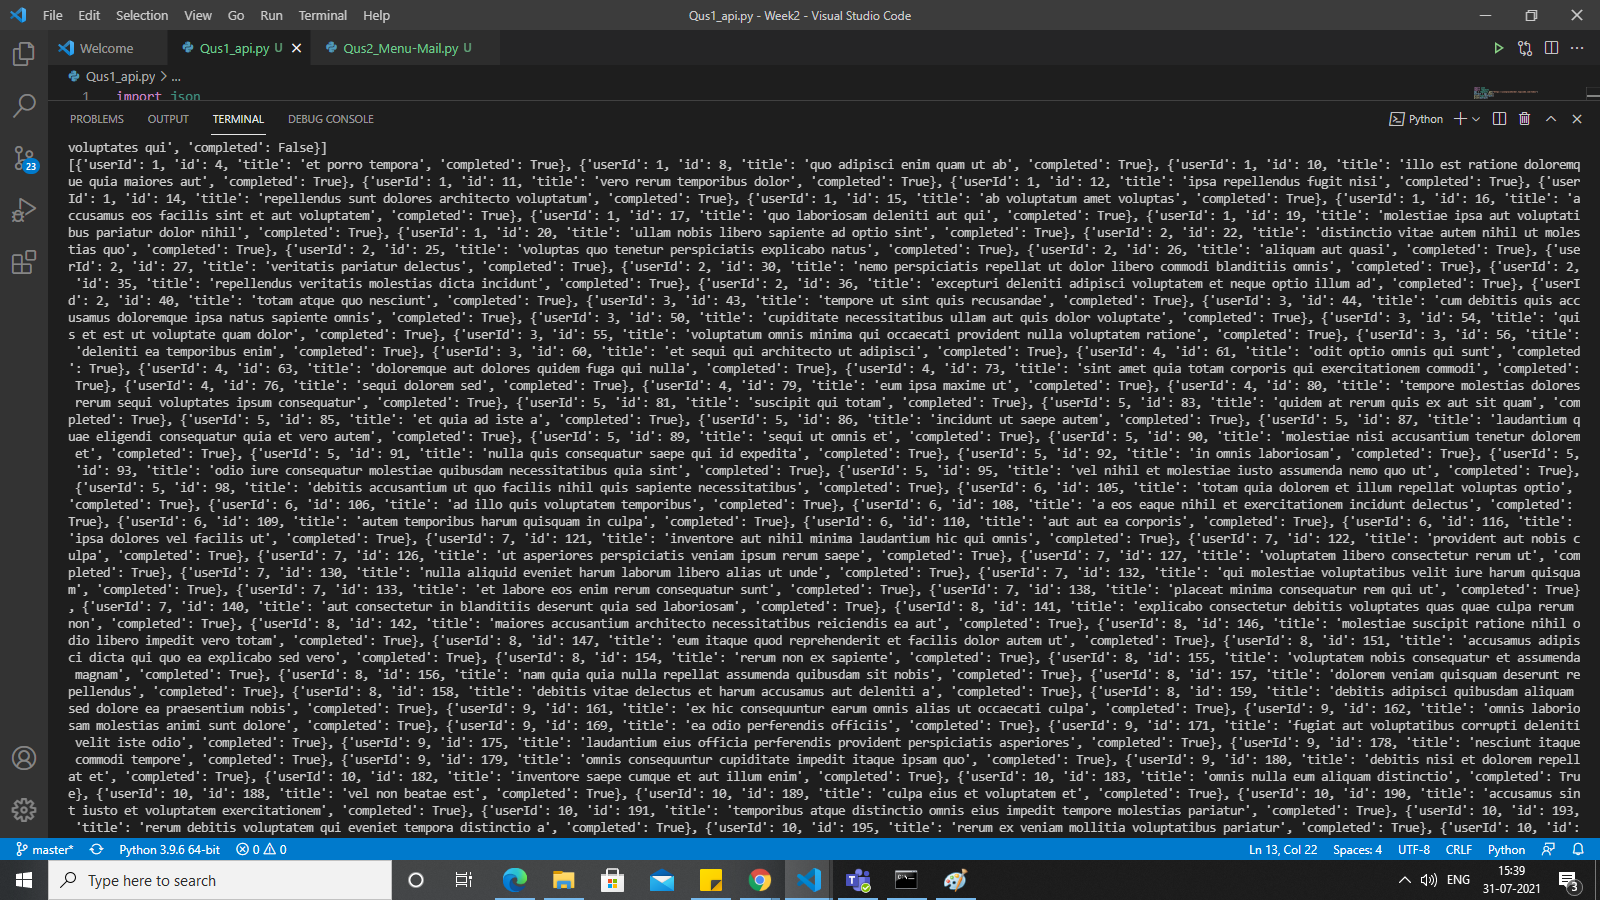 File Edit Selection View Go Run Terminal Help Qus1_api.py - Week2 - Visual Studio Code
Welcome Qus1_api.py U Qus2_Menu-Mail.py U
Qus1_api.py > ...
1 import json
PROBLEMS OUTPUT TERMINAL DEBUG CONSOLE Python
voluptates qui', 'completed': False}]
[{'userId': 1, 'id': 4, 'title': 'et porro tempora', 'completed': True}, {'userId': 1, 'id': 8, 'title': 'quo adipisci enim quam ut ab', 'completed': True}, {'userId': 1, 'id': 10, 'title': 'illo est ratione doloremq
que quia maiores aut', 'completed': True}, {'userId': 1, 'id': 11, 'title': 'vero rerum temporibus dolor', 'completed': True}, {'userId': 1, 'id': 12, 'title': 'ipsa repellendus fugit nisi', 'completed': True}, {'user
Id': 1, 'id': 14, 'title': 'repellendus sunt dolores architecto voluptatum', 'completed': True}, {'userId': 1, 'id': 15, 'title': 'ab voluptatum amet voluptas', 'completed': True}, {'userId': 1, 'id': 16, 'title': 'a
ccusamus eos facilis sint et aut voluptatem', 'completed': True}, {'userId': 1, 'id': 17, 'title': 'quo laboriosam deleniti aut qui', 'completed': True}, {'userId': 1, 'id': 19, 'title': 'molestiae ipsa aut voluptati
bus pariatur dolor nihil', 'completed': True}, {'userId': 1, 'id': 20, 'title': 'ullam nobis libero sapiente ad optio sint', 'completed': True}, {'userId': 2, 'id': 22, 'title': 'distinctio vitae autem nihil ut moles
tias quo', 'completed': True}, {'userId': 2, 'id': 25, 'title': 'voluptas quo tenetur perspiciatis explicabo natus', 'completed': True}, {'userId': 2, 'id': 26, 'title': 'aliquam aut quasi', 'completed': True}, {'use
rId': 2, 'id': 27, 'title': 'veritatis pariatur delectus', 'completed': True}, {'userId': 2, 'id': 30, 'title': 'nemo perspiciatis repellat ut dolor libero commodi blanditiis omnis', 'completed': True}, {'userId': 2,
'id': 35, 'title': 'repellendus veritatis molestias dicta incidunt', 'completed': True}, {'userId': 2, 'id': 36, 'title': 'excepturi deleniti adipisci voluptatem et neque optio illum ad', 'completed': True}, {'userI
d': 2, 'id': 40, 'title': 'totam atque quo nesciunt', 'completed': True}, {'userId': 3, 'id': 43, 'title': 'tempore ut sint quis recusandae', 'completed': True}, {'userId': 3, 'id': 44, 'title': 'cum debitis quis acc
usamus doloremque ipsa natus sapiente omnis', 'completed': True}, {'userId': 3, 'id': 50, 'title': 'cupiditate necessitatibus ullam aut quis dolor voluptate', 'completed': True}, {'userId': 3, 'id': 54, 'title': 'qui
s et est ut voluptate quam dolor', 'completed': True}, {'userId': 3, 'id': 55, 'title': 'voluptatum omnis minima qui occaecati provident nulla voluptatem ratione', 'completed': True}, {'userId': 3, 'id': 56, 'title':
'deleniti ea temporibus enim', 'completed': True}, {'userId': 3, 'id': 60, 'title': 'et sequi qui architecto ut adipisci', 'completed': True}, {'userId': 4, 'id': 61, 'title': 'odit optio omnis qui sunt', 'completed
': True}, {'userId': 4, 'id': 63, 'title': 'doloremque aut dolores quidem fuga qui nulla', 'completed': True}, {'userId': 4, 'id': 73, 'title': 'sint amet quia totam corporis qui exercitationem commodi', 'completed':
True}, {'userId': 4, 'id': 76, 'title': 'sequi dolorem sed', 'completed': True}, {'userId': 4, 'id': 79, 'title': 'eum ipsa maxime ut', 'completed': True}, {'userId': 4, 'id': 80, 'title': 'tempore molestias dolores
rerum sequi voluptates ipsum consequatur', 'completed': True}, {'userId': 5, 'id': 81, 'title': 'suscipit qui totam', 'completed': True}, {'userId': 5, 'id': 83, 'title': 'quidem at rerum quis ex aut sit quam', 'com
pleted': True}, {'userId': 5, 'id': 85, 'title': 'et quia ad iste a', 'completed': True}, {'userId': 5, 'id': 86, 'title': 'incidunt ut saepe autem', 'completed': True}, {'userId': 5, 'id': 87, 'title': 'laudantium q
uae eligendi consequatur quia et vero autem', 'completed': True}, {'userId': 5, 'id': 89, 'title': 'sequi ut omnis et', 'completed': True}, {'userId': 5, 'id': 90, 'title': 'molestiae nisi accusantium tenetur dolorem
et', 'completed': True}, {'userId': 5, 'id': 91, 'title': 'nulla quis consequatur saepe qui id expedita', 'completed': True}, {'userId': 5, 'id': 92, 'title': 'in omnis laboriosam', 'completed': True}, {'userId': 5,
'id': 93, 'title': 'odio iure consequatur molestiae quibusdam necessitatibus quia sint', 'completed': True}, {'userId': 5, 'id': 95, 'title': 'vel nihil et molestiae iusto assumenda nemo quo ut', 'completed': True},
{'userId': 5, 'id': 98, 'title': 'debitis accusantium ut quo facilis nihil quis sapiente necessitatibus', 'completed': True}, {'userId': 6, 'id': 105, 'title': 'totam quia dolorem et illum repellat voluptas optio',
'completed': True}, {'userId': 6, 'id': 106, 'title': 'ad illo quis voluptatem temporibus', 'completed': True}, {'userId': 6, 'id': 108, 'title': 'a eos eaque nihil et exercitationem incidunt delectus', 'completed':
True}, {'userId': 6, 'id': 109, 'title': 'autem temporibus harum quisquam in culpa', 'completed': True}, {'userId': 6, 'id': 110, 'title': 'aut aut ea corporis', 'completed': True}, {'userId': 6, 'id': 116, 'title':
'ipsa dolores vel facilis ut', 'completed': True}, {'userId': 7, 'id': 121, 'title': 'inventore aut nihil minima laudantium hic qui omnis', 'completed': True}, {'userId': 7, 'id': 122, 'title': 'provident aut nobis c
ulpa', 'completed': True}, {'userId': 7, 'id': 126, 'title': 'ut asperiores perspiciatis veniam ipsum rerum saepe', 'completed': True}, {'userId': 7, 'id': 127, 'title': 'voluptatem libero consectetur rerum ut', 'com
pleted': True}, {'userId': 7, 'id': 130, 'title': 'nulla aliquid eveniet harum laborum libero alias ut unde', 'completed': True}, {'userId': 7, 'id': 132, 'title': 'qui molestiae voluptatibus velit iure harum quisqua
m', 'completed': True}, {'userId': 7, 'id': 133, 'title': 'et labore eos enim rerum consequatur sunt', 'completed': True}, {'userId': 7, 'id': 138, 'title': 'placeat minima consequatur rem qui ut', 'completed': True}
, {'userId': 7, 'id': 140, 'title': 'aut consectetur in blanditiis deserunt quia sed laboriosam', 'completed': True}, {'userId': 8, 'id': 141, 'title': 'explicabo consectetur debitis voluptates quas quae culpa rerum
non', 'completed': True}, {'userId': 8, 'id': 142, 'title': 'maiores accusantium architecto necessitatibus reiciendis ea aut', 'completed': True}, {'userId': 8, 'id': 146, 'title': 'molestiae suscipit ratione nihil o
dio libero impedit vero totam', 'completed': True}, {'userId': 8, 'id': 147, 'title': 'eum itaque quod reprehenderit et facilis dolor autem ut', 'completed': True}, {'userId': 8, 'id': 151, 'title': 'accusamus adipis
ci dicta qui quo ea explicabo sed vero', 'completed': True}, {'userId': 8, 'id': 154, 'title': 'rerum non ex sapiente', 'completed': True}, {'userId': 8, 'id': 155, 'title': 'voluptatem nobis consequatur et assumenda
magnam', 'completed': True}, {'userId': 8, 'id': 156, 'title': 'nam quia quia nulla repellat assumenda quibusdam sit nobis', 'completed': True}, {'userId': 8, 'id': 157, 'title': 'dolorem veniam quisquam deserunt re
pellendus', 'completed': True}, {'userId': 8, 'id': 158, 'title': 'debitis vitae delectus et harum accusamus aut deleniti a', 'completed': True}, {'userId': 8, 'id': 159, 'title': 'debitis adipisci quibusdam aliquam
sed dolore ea praesentium nobis', 'completed': True}, {'userId': 9, 'id': 161, 'title': 'ex hic consequuntur earum omnis alias ut occaecati culpa', 'completed': True}, {'userId': 9, 'id': 162, 'title': 'omnis laborio
sam molestias animi sunt dolore', 'completed': True}, {'userId': 9, 'id': 169, 'title': 'ea odio perferendis officiis', 'completed': True}, {'userId': 9, 'id': 171, 'title': 'fugiat aut voluptatibus corrupti deleniti
velit iste odio', 'completed': True}, {'userId': 9, 'id': 175, 'title': 'laudantium eius officia perferendis provident perspiciatis asperiores', 'completed': True}, {'userId': 9, 'id': 178, 'title': 'nesciunt itaque
commodi tempore', 'completed': True}, {'userId': 9, 'id': 179, 'title': 'omnis consequuntur cupiditate impedit itaque ipsam quo', 'completed': True}, {'userId': 9, 'id': 180, 'title': 'debitis nisi et dolorem repell
at et', 'completed': True}, {'userId': 10, 'id': 182, 'title': 'inventore saepe cumque et aut illum enim', 'completed': True}, {'userId': 10, 'id': 183, 'title': 'omnis nulla eum aliquam distinctio', 'completed': Tru
e}, {'userId': 10, 'id': 188, 'title': 'vel non beatae est', 'completed': True}, {'userId': 10, 'id': 189, 'title': 'culpa eius et voluptatem et', 'completed': True}, {'userId': 10, 'id': 190, 'title': 'accusamus sin
t iusto et voluptatem exercitationem', 'completed': True}, {'userId': 10, 'id': 191, 'title': 'temporibus atque distinctio omnis eius impedit tempore molestias pariatur', 'completed': True}, {'userId': 10, 'id': 193,
'title': 'rerum debitis voluptatem qui eveniet tempora distinctio a', 'completed': True}, {'userId': 10, 'id': 195, 'title': 'rerum ex veniam mollitia voluptatibus pariatur', 'completed': True}, {'userId': 10, 'id':
23
master* Python 3.9.6 64-bit 0 0 Ln 13, Col 22 Spaces: 4 UTF-8 CRLF Python
Type here to search ENG 15:39
31-07-2021 3